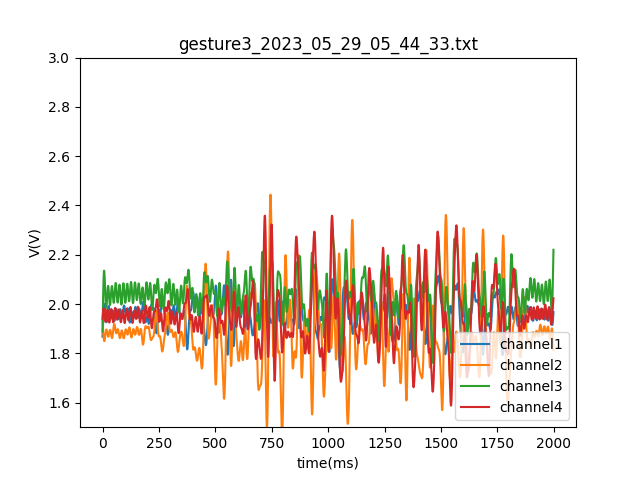 gesture3_2023_05_29_05_44_33.txt
3.0
2.8
2.6
2.4
2.2
2.0
1.8
1.6
V(V)
channel1
channel2
channel3
channel4
0 250 500 750 1000 1250 1500 1750 2000
time(ms)